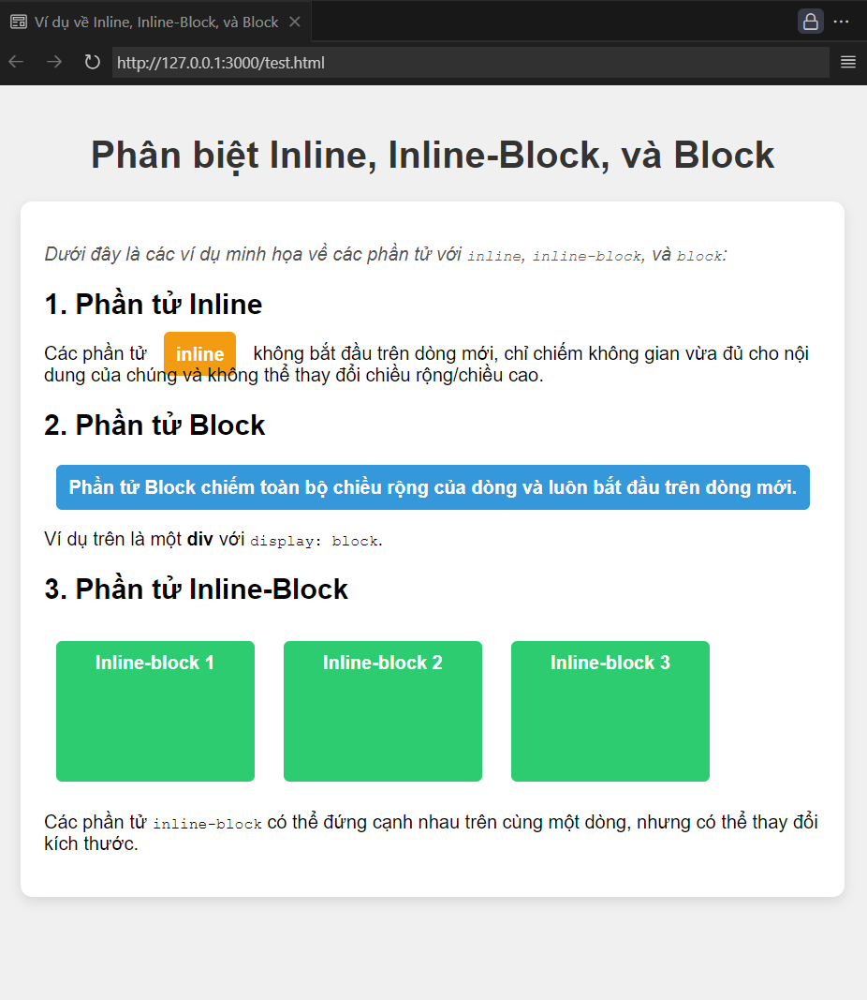 Ví dụ về Inline, Inline-Block, và Block
http://127.0.0.1:3000/test.html
Phân biệt Inline, Inline-Block, và Block
Dưới đây là các ví dụ minh họa về các phần tử với inline, inline-block, và block:
1. Phần tử Inline
Các phần tử inline không bắt đầu trên dòng mới, chỉ chiếm không gian vừa đủ cho nội
dung của chúng và không thể thay đổi chiều rộng/chiều cao.
2. Phần tử Block
Phần tử Block chiếm toàn bộ chiều rộng của dòng và luôn bắt đầu trên dòng mới.
Ví dụ trên là một div với display: block.
3. Phần tử Inline-Block
Inline-block 1 Inline-block 2 Inline-block 3
Các phần tử inline-block có thể đứng cạnh nhau trên cùng một dòng, nhưng có thể thay đổi
kích thước.